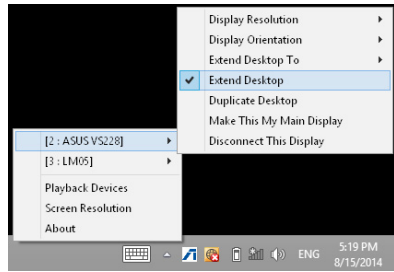 Display Resolution
Display Orientation
Extend Desktop To
Extend Desktop
Duplicate Desktop
Make This My Main Display
Disconnect This Display
[2 : ASUS VS228]
[3 : LM05]
Playback Devices
Screen Resolution
About
ENG
5:19 PM
8/15/2014